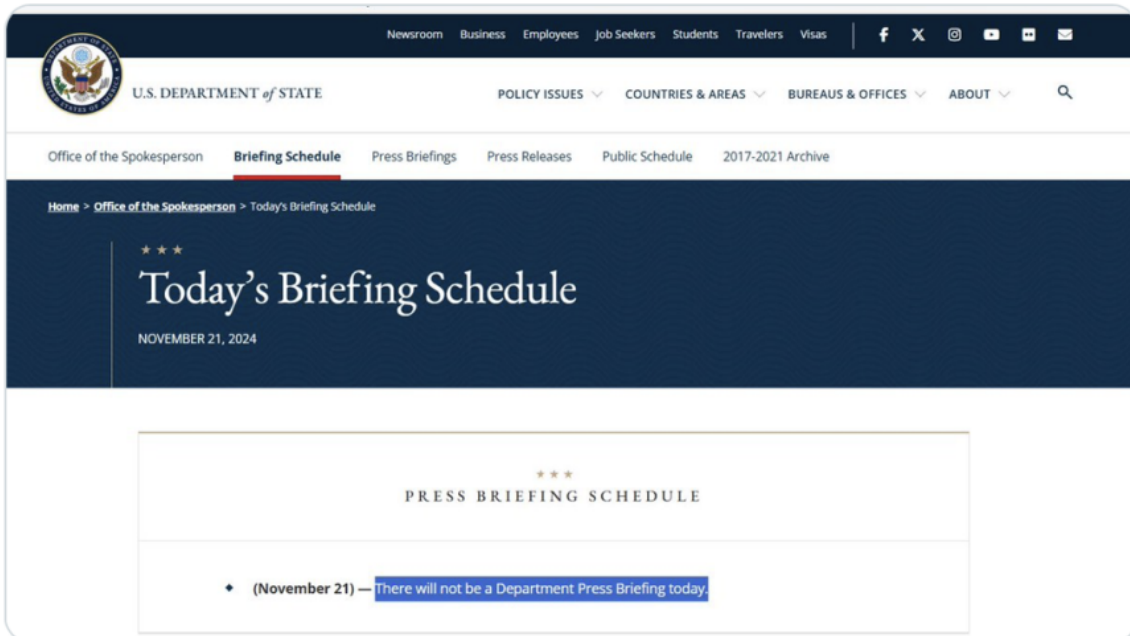 Newsroom Business Employees Job Seekers Students Travelers Visas
U.S. DEPARTMENT of STATE
POLICY ISSUES COUNTRIES & AREAS BUREAUS & OFFICES ABOUT
Office of the Spokesperson Briefing Schedule Press Briefings Press Releases Public Schedule 2017-2021 Archive
Home > Office of the Spokesperson > Today's Briefing Schedule
Today's Briefing Schedule
NOVEMBER 21, 2024
PRESS BRIEFING SCHEDULE
(November 21) — There will not be a Department Press Briefing today.